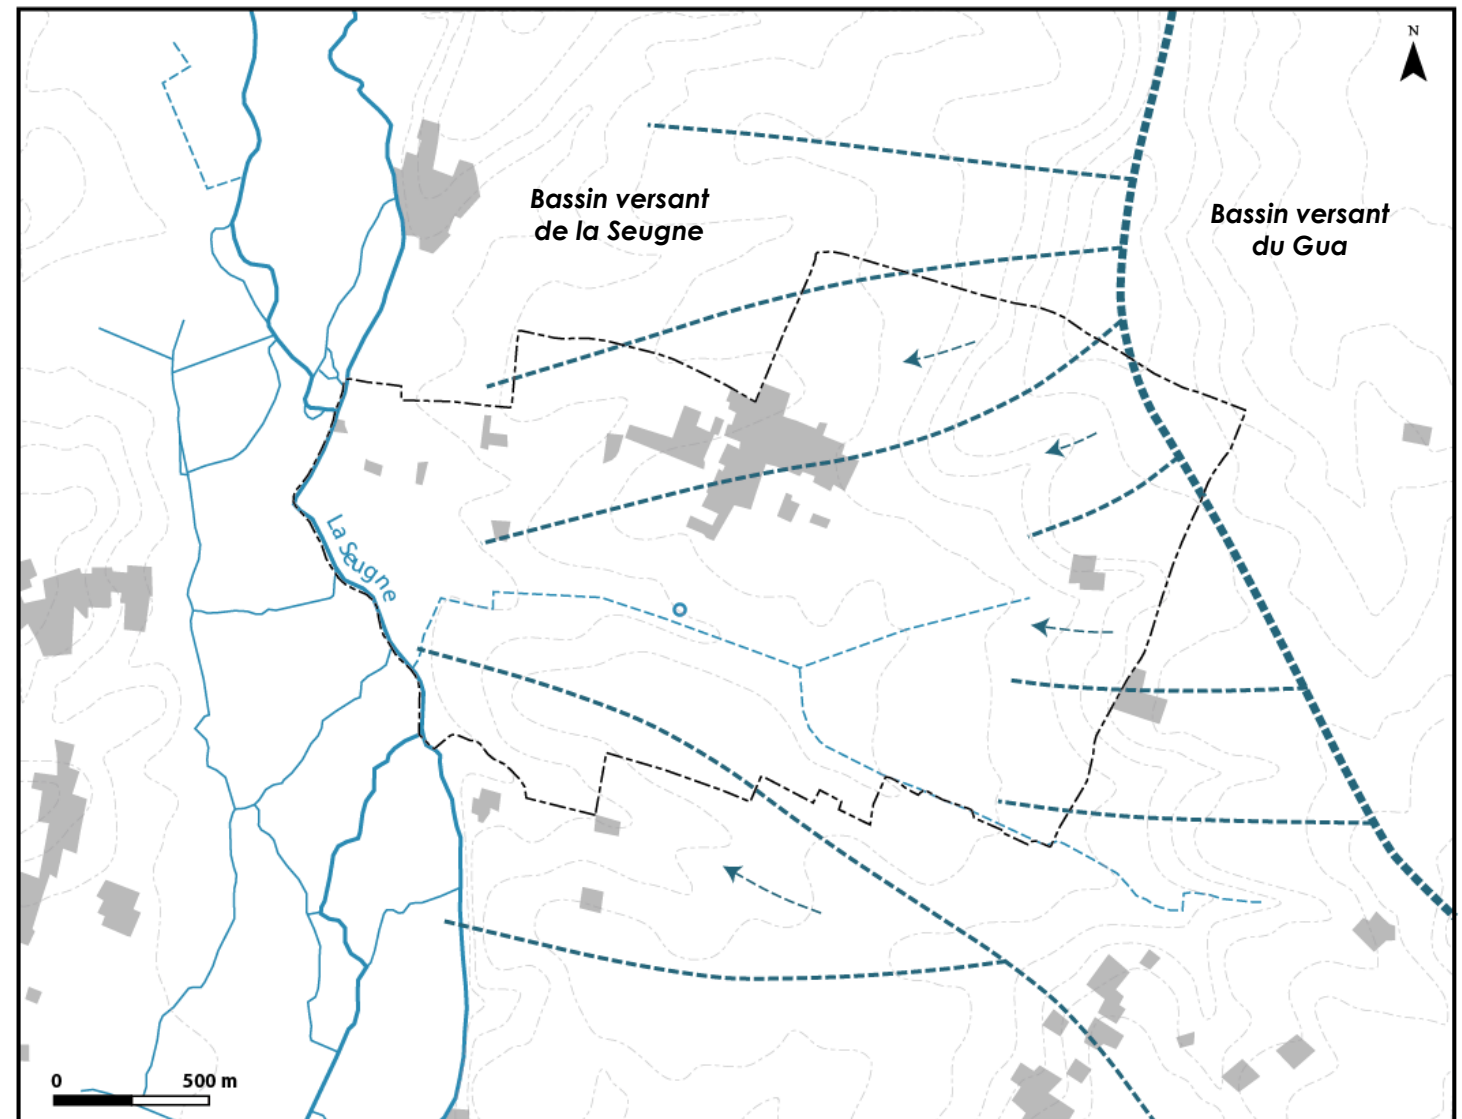 N
Bassin versant
de la Seugne
Bassin versant
du Gua
La Seugne
0 500 m